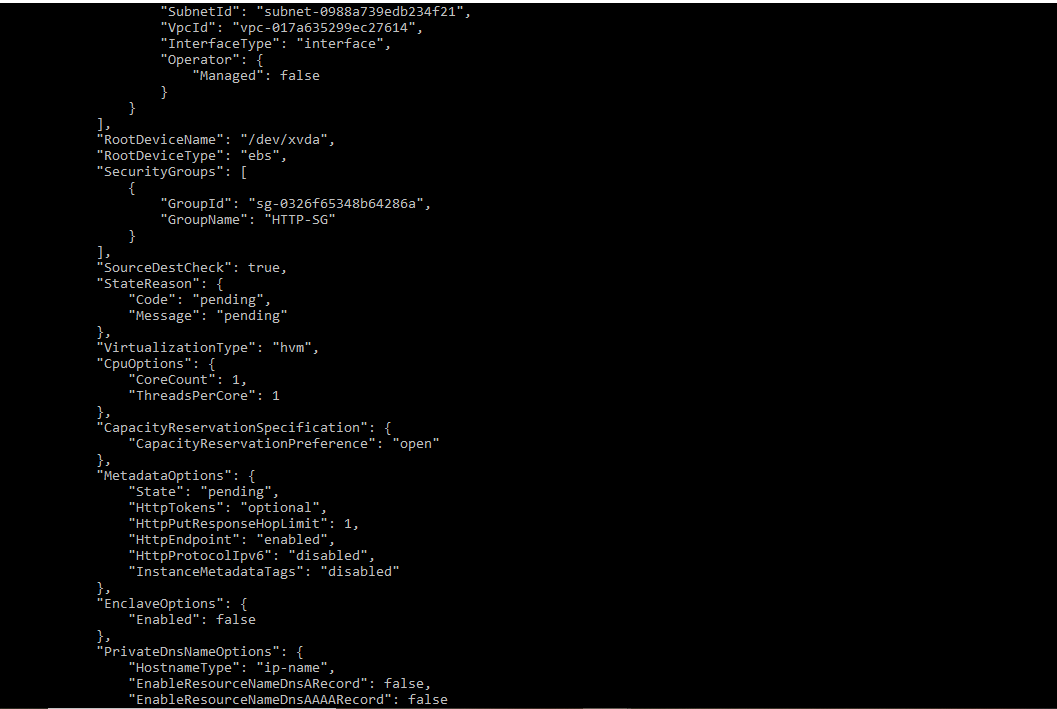 "SubnetId": "subnet-0988a739edb234f21",
"VpcId": "vpc-017a635299ec27614",
"InterfaceType": "interface",
"Operator": {
"Managed": false
}
}
],
"RootDeviceName": "/dev/xvda",
"RootDeviceType": "ebs",
"SecurityGroups": [
{
"GroupId": "sg-0326f65348b64286a",
"GroupName": "HTTP-SG"
}
],
"SourceDestCheck": true,
"StateReason": {
"Code": "pending",
"Message": "pending"
},
"VirtualizationType": "hvm",
"CpuOptions": {
"CoreCount": 1,
"ThreadsPerCore": 1
},
"CapacityReservationSpecification": {
"CapacityReservationPreference": "open"
},
"MetadataOptions": {
"State": "pending",
"HttpTokens": "optional",
"HttpPutResponseHopLimit": 1,
"HttpEndpoint": "enabled",
"HttpProtocolIpv6": "disabled",
"InstanceMetadataTags": "disabled"
},
"EnclaveOptions": {
"Enabled": false
},
"PrivateDnsNameOptions": {
"HostnameType": "ip-name",
"EnableResourceNameDnsARecord": false,
"EnableResourceNameDnsAAAARecord": false